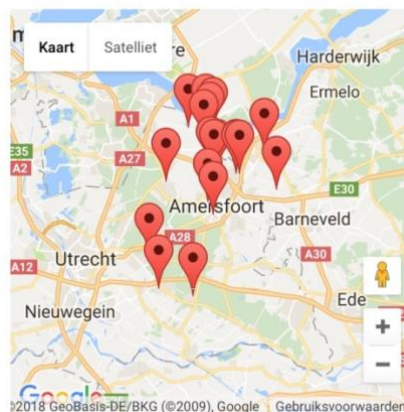 Kaart Satelliet
Harderwijk
Ermelo
A1
E35
A2
A27
E30
Amersfoort
Barneveld
A28
Utrecht
A30
A12
Ede
Nieuwegein
+
−
Google
2018 GeoBasis-DE/BKG (©2009), Google Gebruiksvoorwaarden